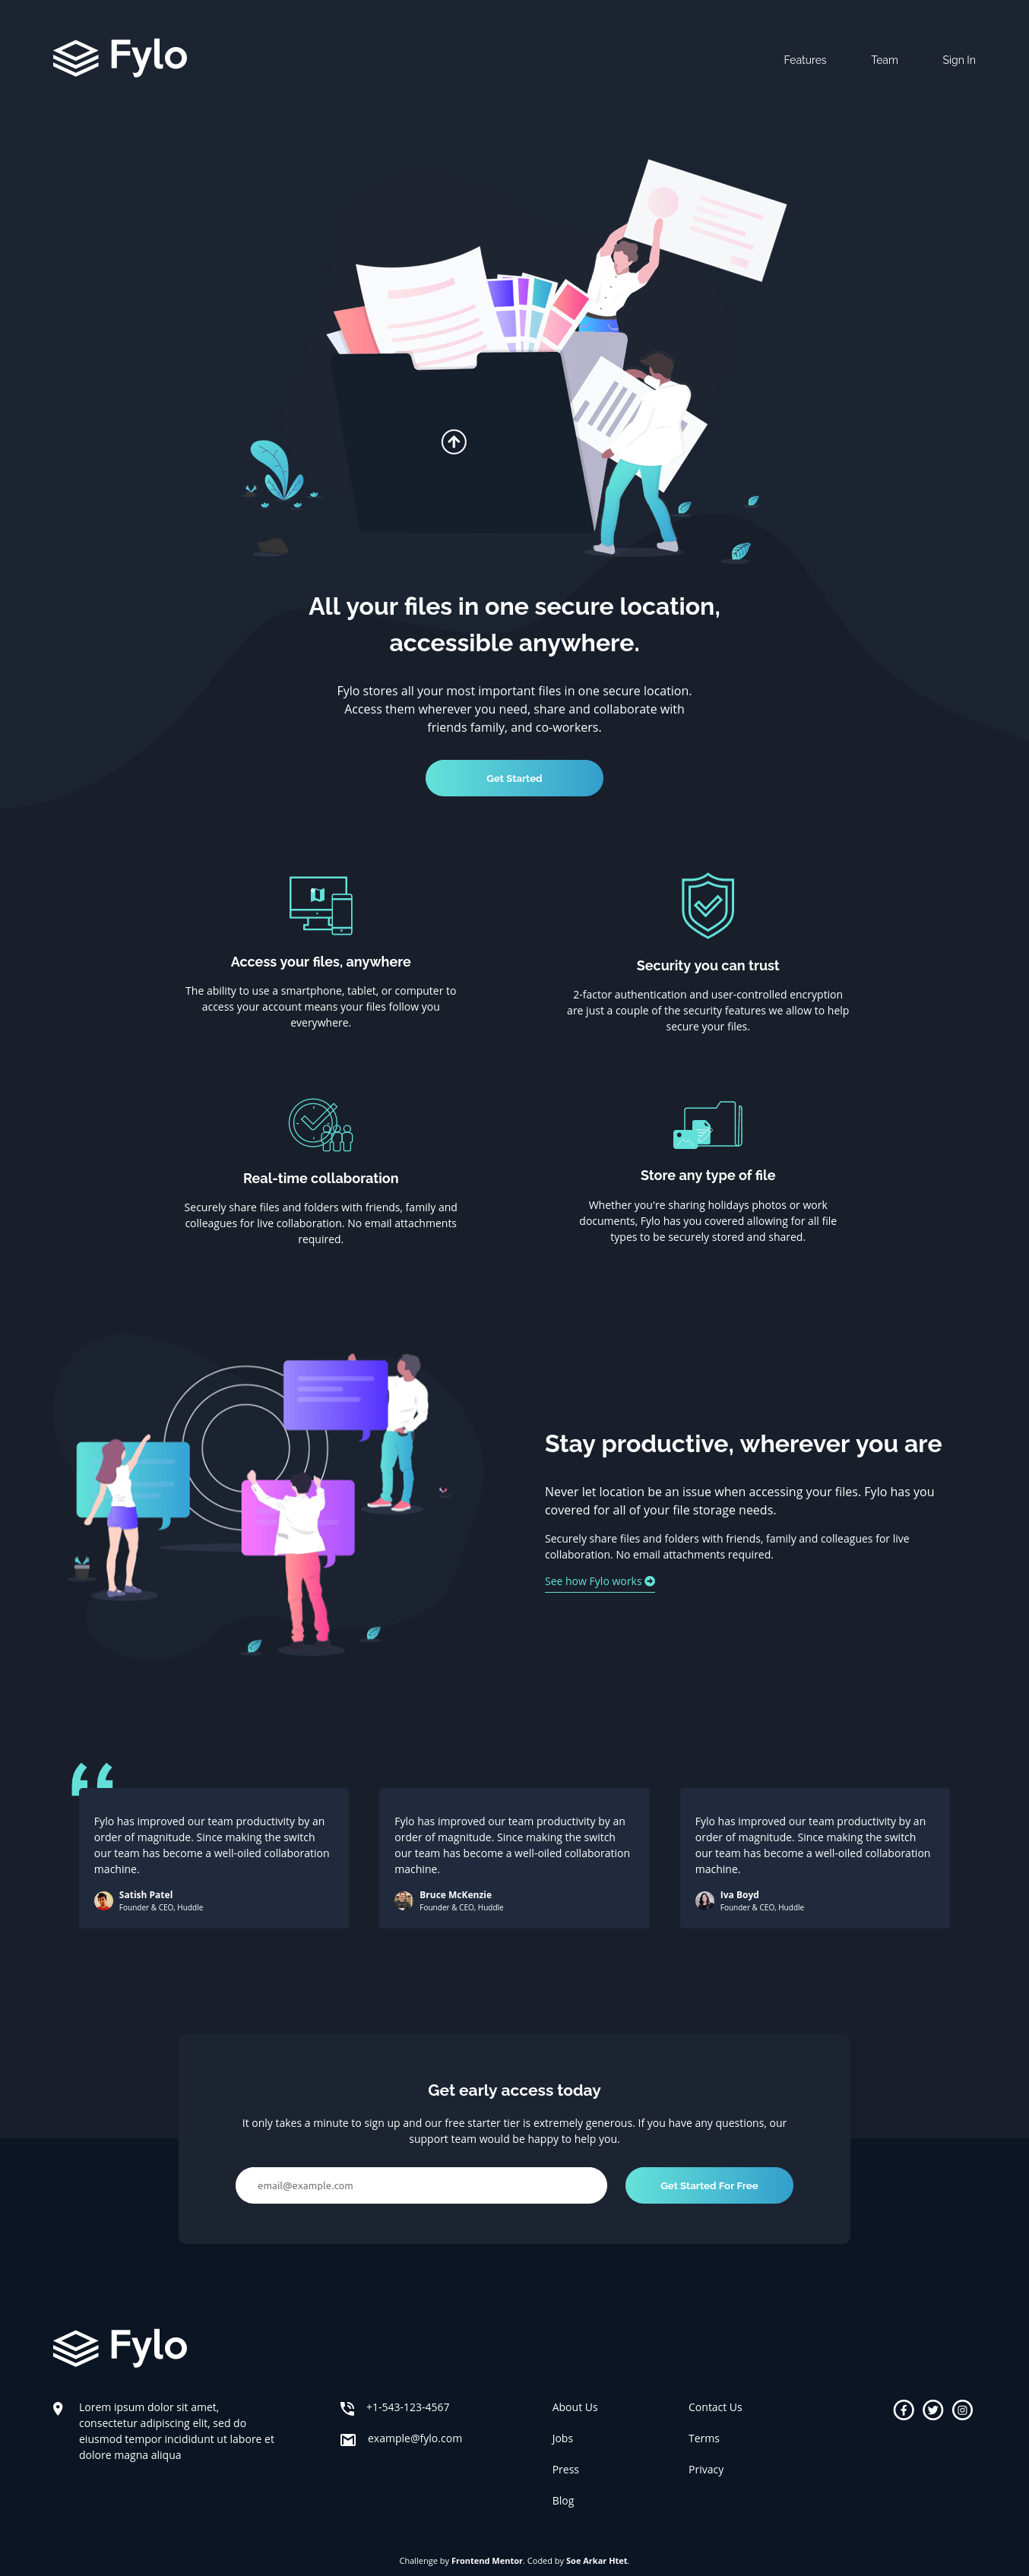 Fylo
Features
Team
Sign In
All your files in one secure location,
accessible anywhere.
Fylo stores all your most important files in one secure location.
Access them wherever you need, share and collaborate with
friends family, and co-workers.
Get Started
Access your files, anywhere
The ability to use a smartphone, tablet, or computer to
access your account means your files follow you
everywhere.
Security you can trust
2-factor authentication and user-controlled encryption
are just a couple of the security features we allow to help
secure your files.
Real-time collaboration
Securely share files and folders with friends, family and
colleagues for live collaboration. No email attachments
required.
Store any type of file
Whether you're sharing holidays photos or work
documents, Fylo has you covered allowing for all file
types to be securely stored and shared.
Stay productive, wherever you are
Never let location be an issue when accessing your files. Fylo has you
covered for all of your file storage needs.
Securely share files and folders with friends, family and colleagues for live
collaboration. No email attachments required.
See how Fylo works
“
Fylo has improved our team productivity by an
order of magnitude. Since making the switch
our team has become a well-oiled collaboration
machine.
Satish Patel
Founder & CEO, Huddle
Fylo has improved our team productivity by an
order of magnitude. Since making the switch
our team has become a well-oiled collaboration
machine.
Bruce McKenzie
Founder & CEO, Huddle
Fylo has improved our team productivity by an
order of magnitude. Since making the switch
our team has become a well-oiled collaboration
machine.
Iva Boyd
Founder & CEO, Huddle
Get early access today
It only takes a minute to sign up and our free starter tier is extremely generous. If you have any questions, our
support team would be happy to help you.
email@example.com
Get Started For Free
Fylo
Lorem ipsum dolor sit amet,
consectetur adipiscing elit, sed do
eiusmod tempor incididunt ut labore et
dolore magna aliqua
+1-543-123-4567
example@fylo.com
About Us
Jobs
Press
Blog
Contact Us
Terms
Privacy
Challenge by Frontend Mentor. Coded by Soe Arkar Htet.